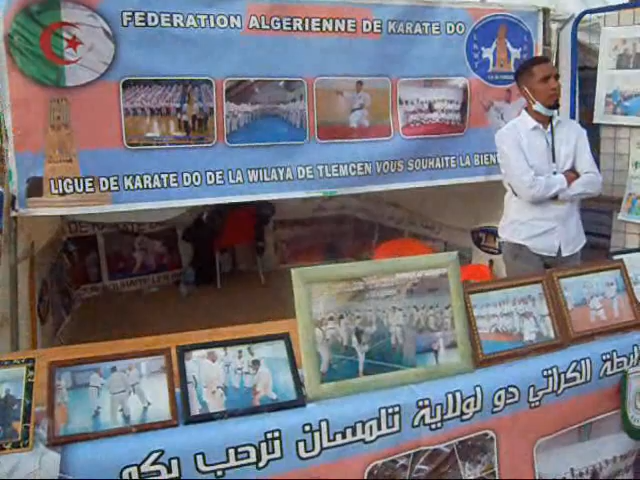 FEDERATION ALGERIENNE DE KARATE DO
LIGUE DE KARATE DO DE LA WILAYA DE TLEMCEN VOUS SOUHAITE LA BIEN
رابطة الكراتي دو لولاية تلمسان ترحب بكم